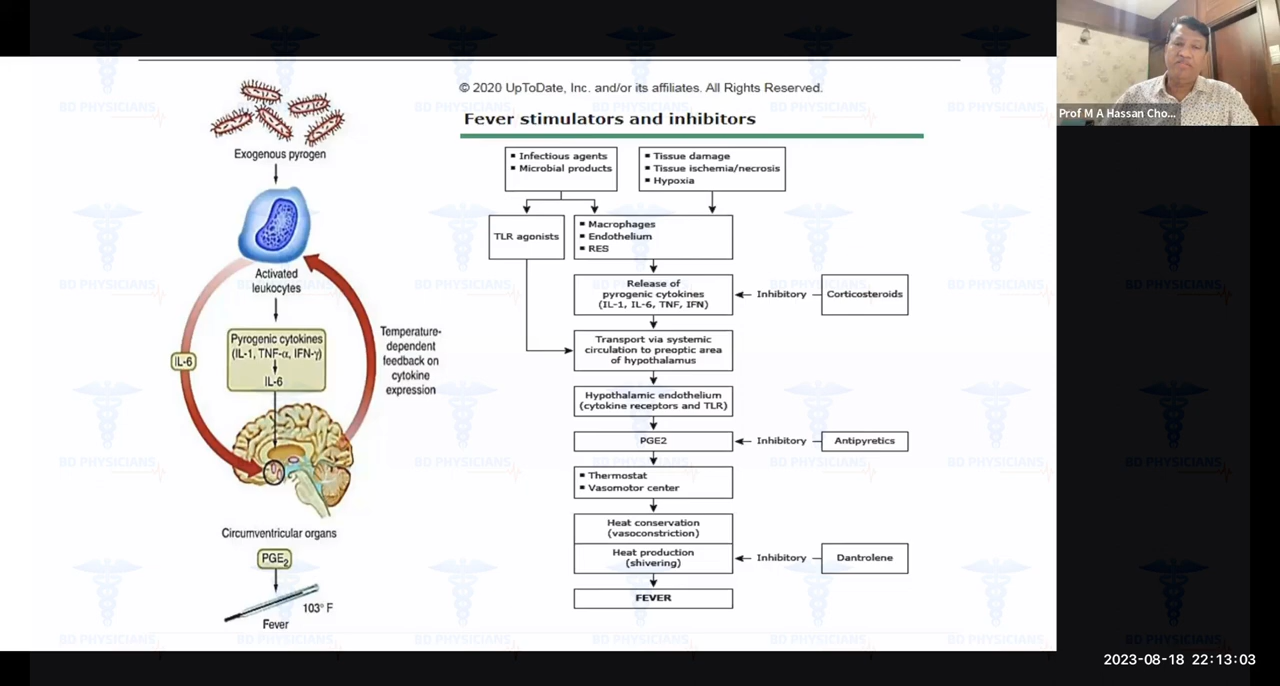 © 2020 UpToDate, Inc. and/or its affiliates. All Rights Reserved.
Fever stimulators and inhibitors
Exogenous pyrogen
Activated
leukocytes
Pyrogenic cytokines
(IL-1, TNF-α, IFN-γ)
IL-6
IL-6
Temperature-
dependent
feedback on
cytokine
expression
Circumventricular organs
PGE2
103° F
Fever
▪ Infectious agents
▪ Microbial products
▪ Tissue damage
▪ Tissue ischemia/necrosis
▪ Hypoxia
TLR agonists
▪ Macrophages
▪ Endothelium
▪ RES
Release of
pyrogenic cytokines
(IL-1, IL-6, TNF, IFN)
Inhibitory
Corticosteroids
Transport via systemic
circulation to preoptic area
of hypothalamus
Hypothalamic endothelium
(cytokine receptors and TLR)
PGE2
Inhibitory
Antipyretics
▪ Thermostat
▪ Vasomotor center
Heat conservation
(vasoconstriction)
Heat production
(shivering)
Inhibitory
Dantrolene
FEVER
BD PHYSICIANS
Prof M A Hassan Cho...
2023-08-18 22:13:03